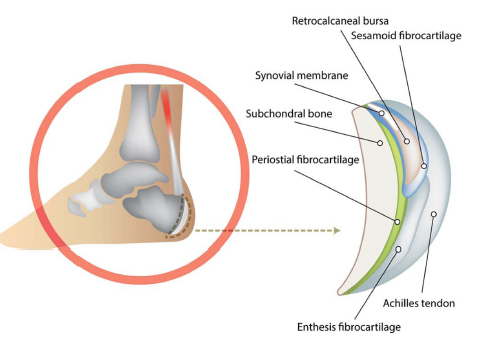 Retrocalcaneal bursa
Sesamoid fibrocartilage
Synovial membrane
Subchondral bone
Periostial fibrocartilage
Achilles tendon
Enthesis fibrocartilage